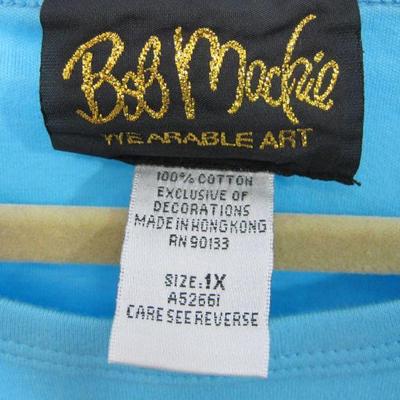 Bob Mackie
WEARABLE ART
100% COTTON
EXCLUSIVE OF
DECORATIONS
MADE IN HONG KONG
RN 90133
SIZE: 1X
A52661
CARE SEE REVERSE